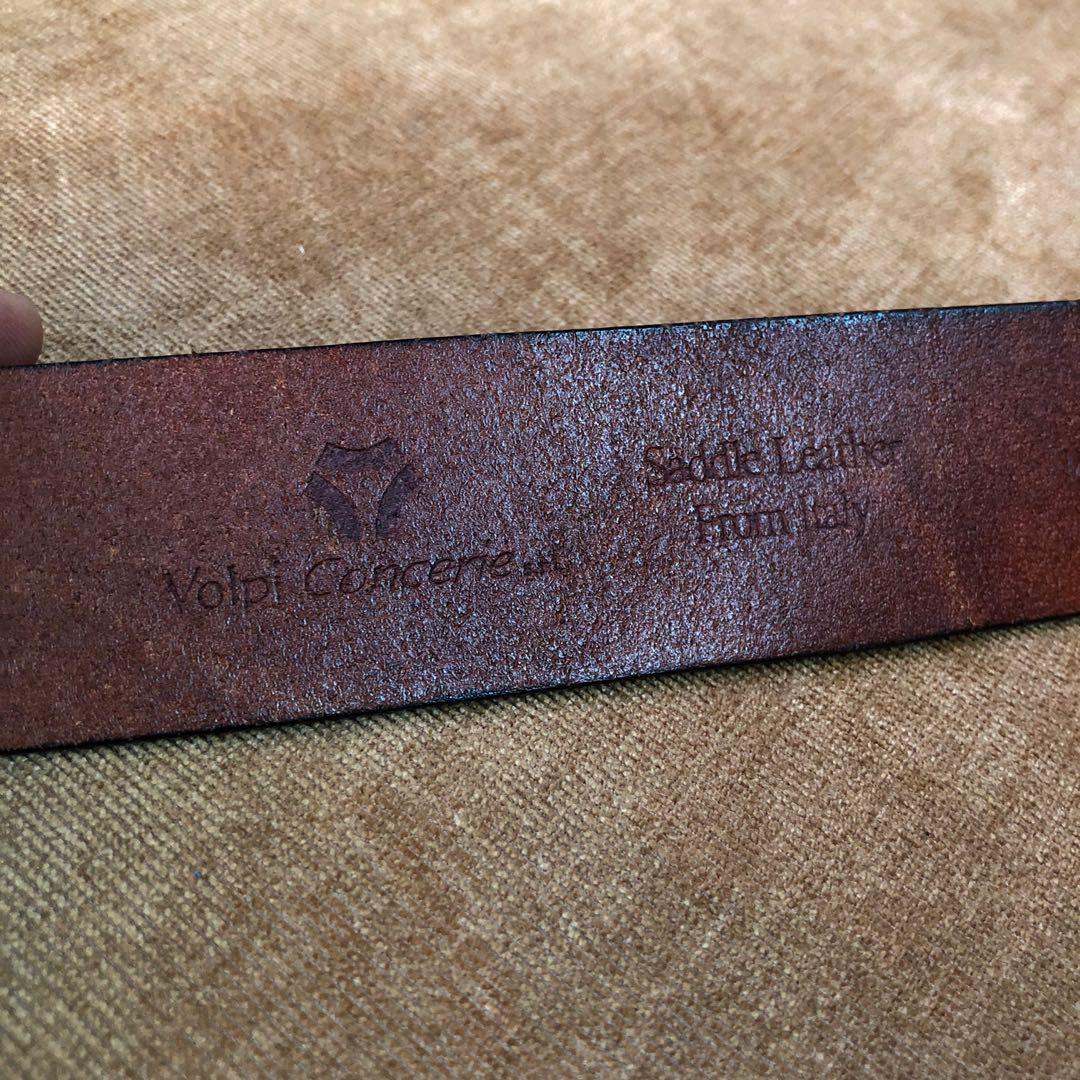 Volpi Concerie s.r.l.
Saddle Leather
From Italy